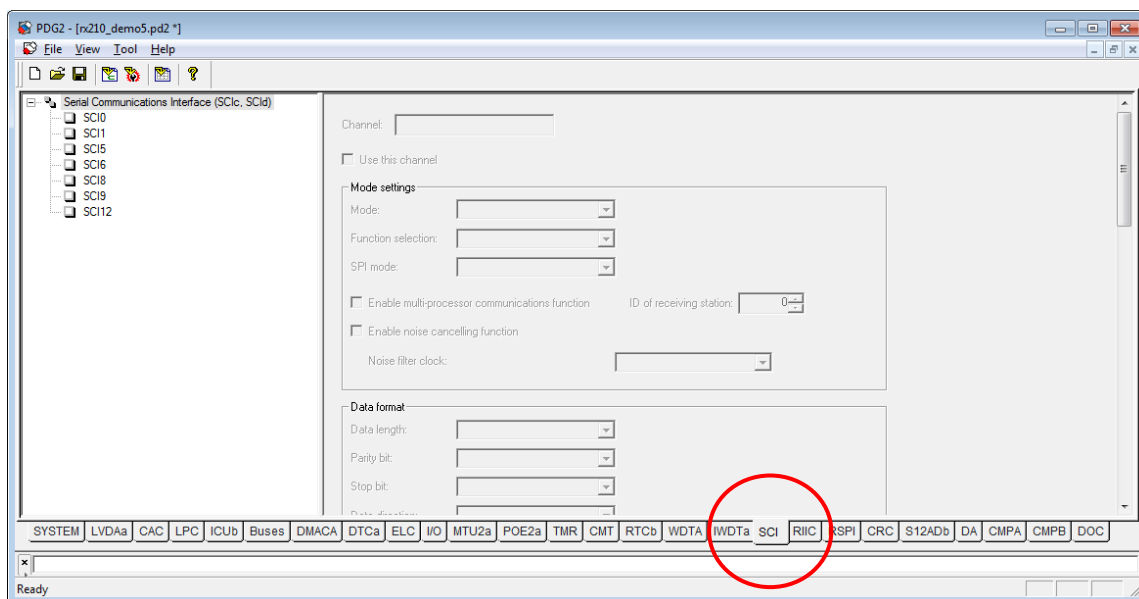 PDG2 - [rx210_demo5.pd2 *]
File View Tool Help
Serial Communications Interface (SCIc, SCId)
SCI0
SCI1
SCI5
SCI6
SCI8
SCI9
SCI12
Channel:
Use this channel
Mode settings
Mode:
Function selection:
SPI mode:
Enable multi-processor communications function ID of receiving station: 0
Enable noise cancelling function
Noise filter clock:
Data format
Data length:
Parity bit:
Stop bit:
Data direction:
SYSTEM LVDAa CAC LPC ICUb Buses DMACA DTCa ELC I/O MTU2a POE2a TMR CMT RTCb WDTA IWDTa SCI RIIC RSPI CRC S12ADb DA CMPA CMPB DOC
Ready